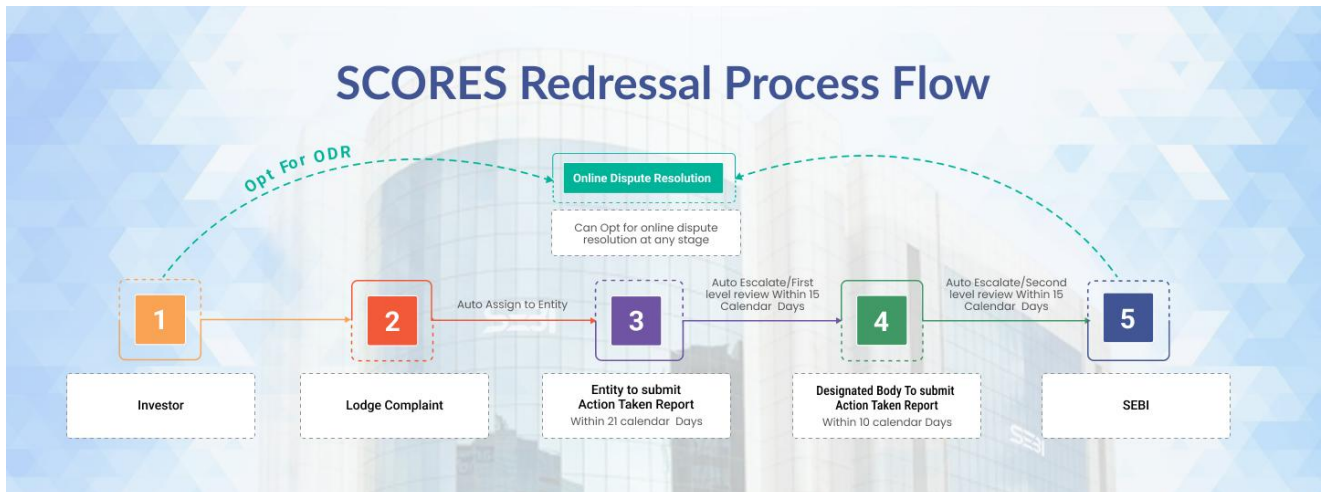 SCORES Redressal Process Flow
Opt For ODR
Online Dispute Resolution
Can Opt for online dispute
resolution at any stage
1
2
3
4
5
Auto Assign to Entity
Auto Escalate/First
level review Within 15
Calendar Days
Auto Escalate/Second
level review Within 15
Calendar Days
SEBI
Investor
Lodge Complaint
Entity to submit
Action Taken Report
Within 21 calendar Days
Designated Body To submit
Action Taken Report
Within 10 calendar Days
SEBI
SEBI